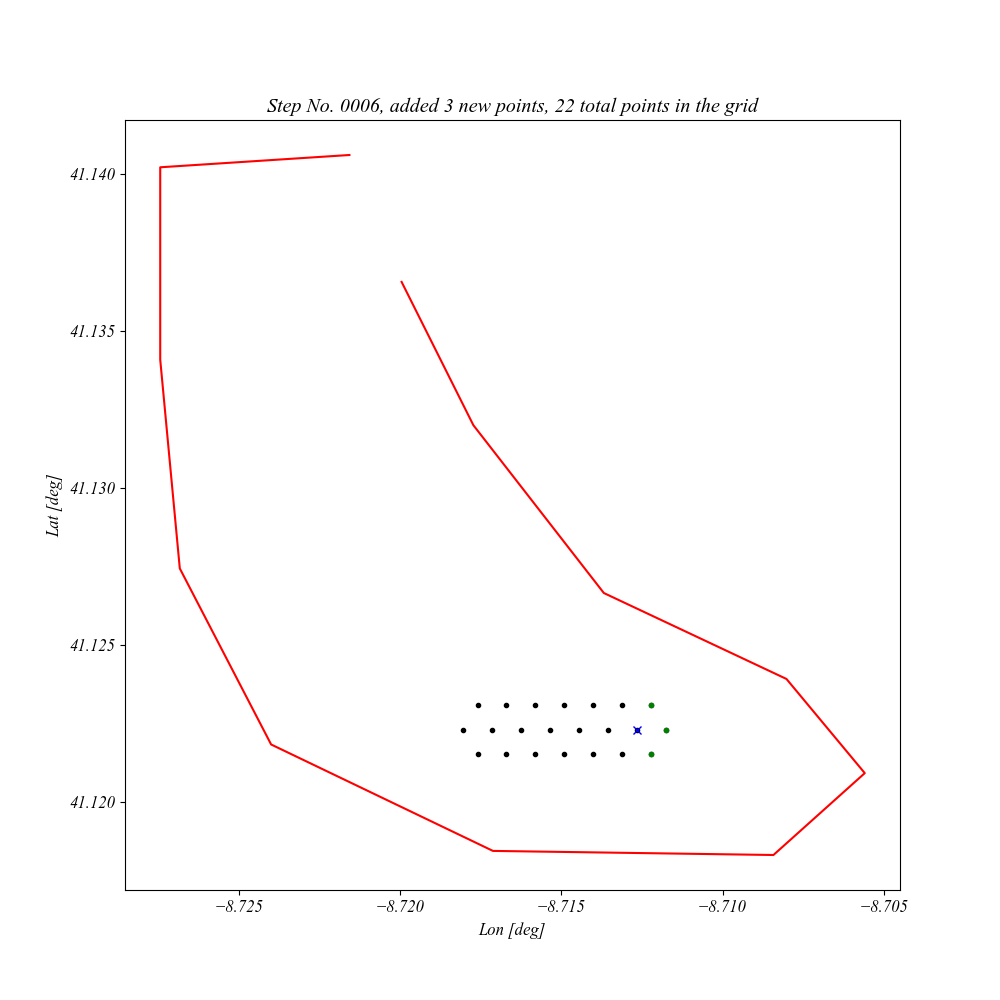 Step No. 0006, added 3 new points, 22 total points in the grid
41.140
41.135
41.130
41.125
41.120
Lat [deg]
−8.725 −8.720 −8.715 −8.710 −8.705
Lon [deg]